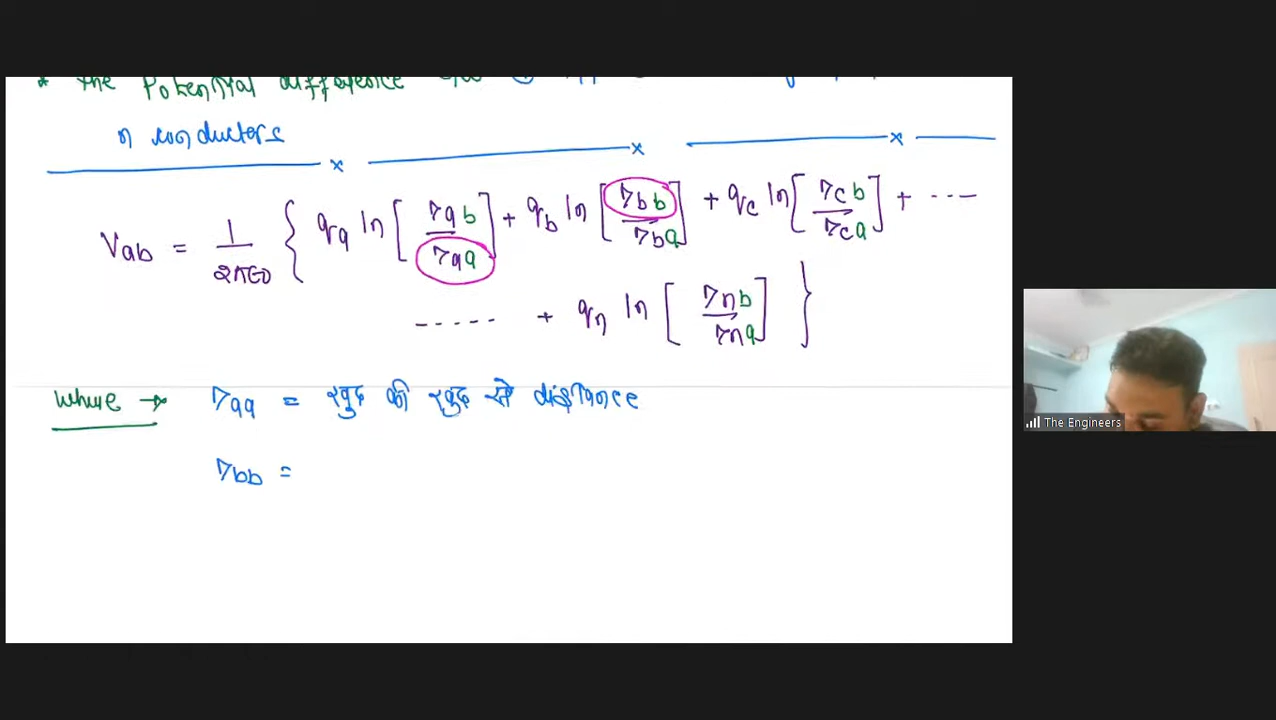 * The Potential difference
n conductors
Vab = 1/2πε0 { qa ln [ rab/raa ] + qb ln [ rbb/rba ] + qc ln [ rcb/rca ] + ----
----- + qn ln [ rnb/rna ] }
where → raa = खुद की खुद से distance
rbb =
The Engineers